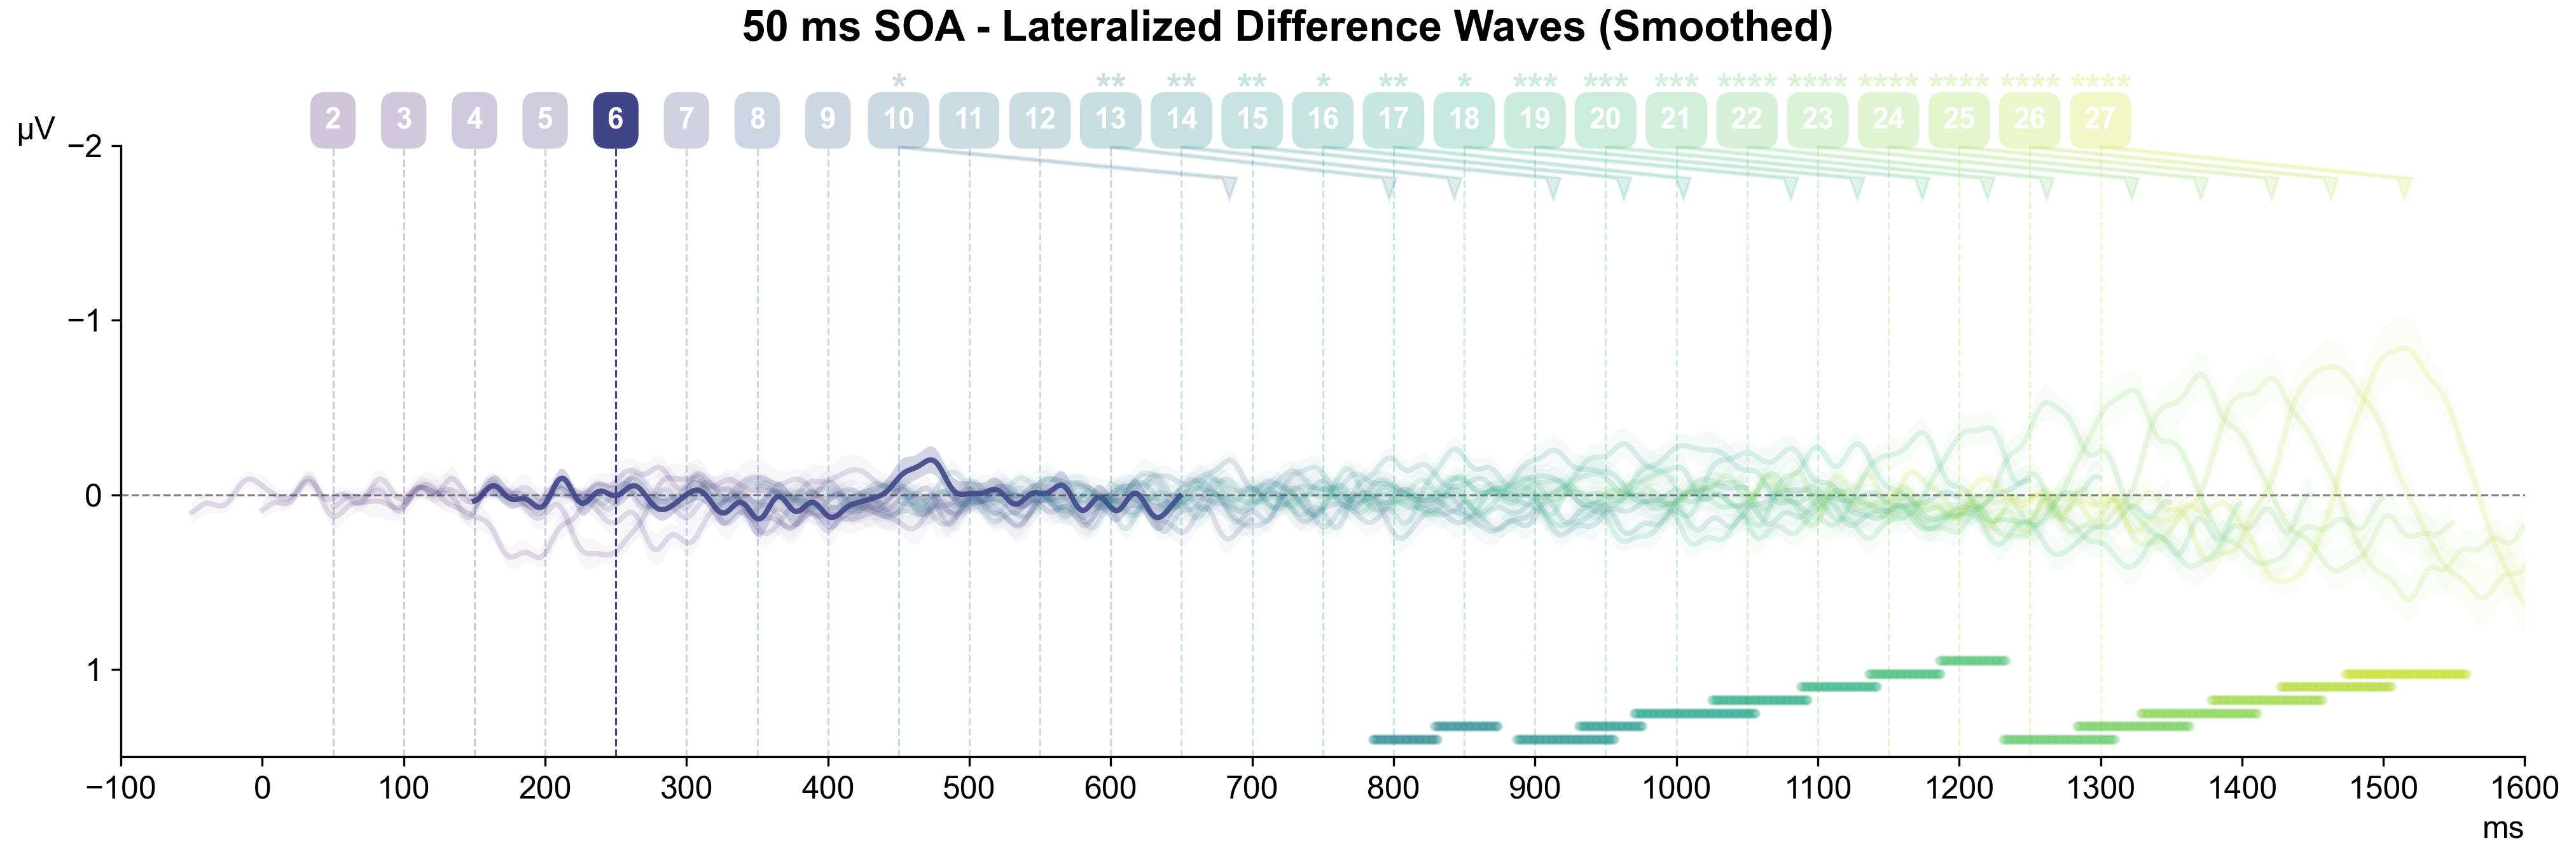 50 ms SOA - Lateralized Difference Waves (Smoothed)
* ** ** ** * ** * *** *** *** **** **** **** **** **** ****
2 3 4 5 6 7 8 9 10 11 12 13 14 15 16 17 18 19 20 21 22 23 24 25 26 27
µV
−2
−1
0
1
−100 0 100 200 300 400 500 600 700 800 900 1000 1100 1200 1300 1400 1500 1600
ms